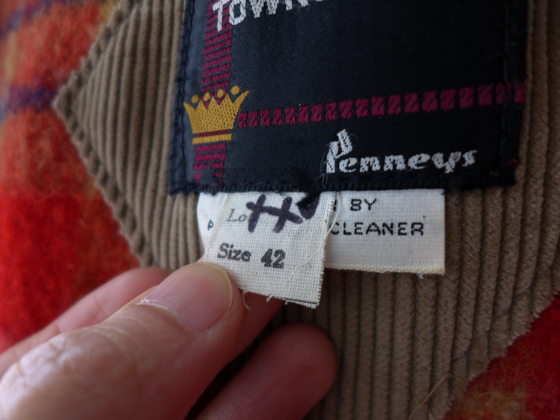 Penneys
BY
CLEANER
Lo
Size 42